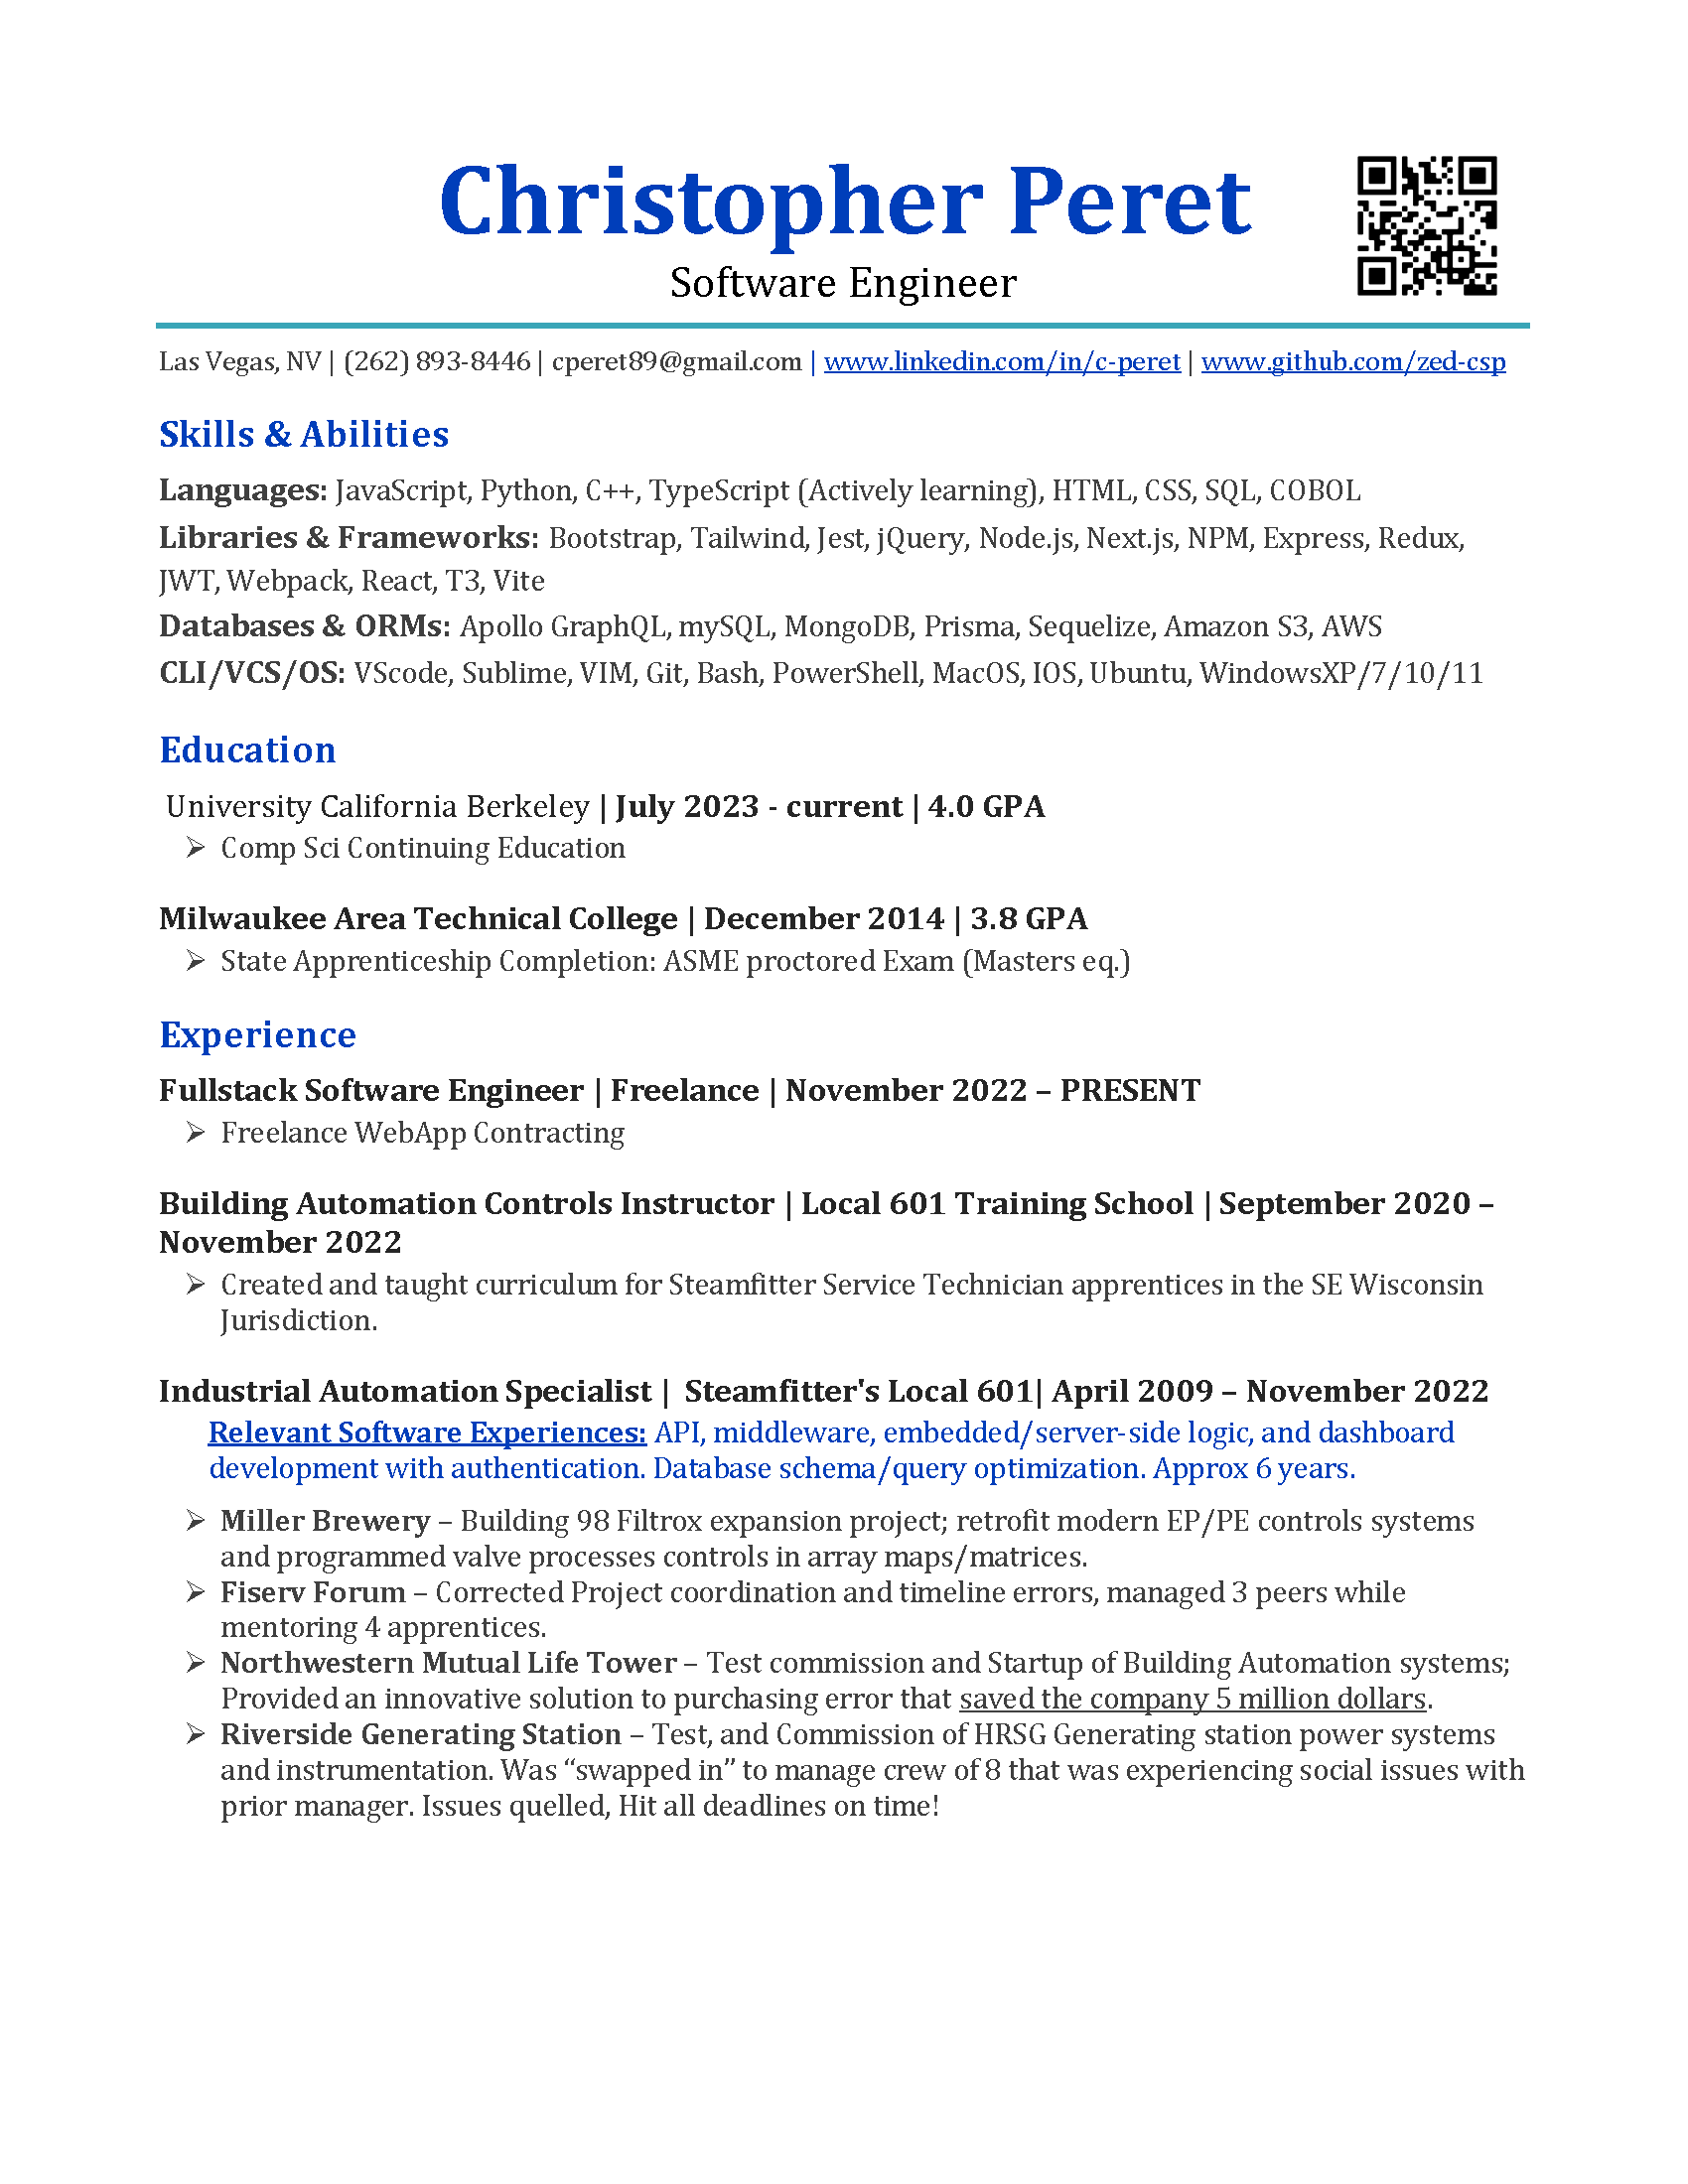 Christopher Peret
Software Engineer
Las Vegas, NV | (262) 893-8446 | cperet89@gmail.com | www.linkedin.com/in/c-peret | www.github.com/zed-csp
Skills & Abilities
Languages: JavaScript, Python, C++, TypeScript (Actively learning), HTML, CSS, SQL, COBOL
Libraries & Frameworks: Bootstrap, Tailwind, Jest, jQuery, Node.js, Next.js, NPM, Express, Redux,
JWT, Webpack, React, T3, Vite
Databases & ORMs: Apollo GraphQL, mySQL, MongoDB, Prisma, Sequelize, Amazon S3, AWS
CLI/VCS/OS: VScode, Sublime, VIM, Git, Bash, PowerShell, MacOS, IOS, Ubuntu, WindowsXP/7/10/11
Education
University California Berkeley | July 2023 - current | 4.0 GPA
➢ Comp Sci Continuing Education
Milwaukee Area Technical College | December 2014 | 3.8 GPA
➢ State Apprenticeship Completion: ASME proctored Exam (Masters eq.)
Experience
Fullstack Software Engineer | Freelance | November 2022 – PRESENT
➢ Freelance WebApp Contracting
Building Automation Controls Instructor | Local 601 Training School | September 2020 –
November 2022
➢ Created and taught curriculum for Steamfitter Service Technician apprentices in the SE Wisconsin
Jurisdiction.
Industrial Automation Specialist | Steamfitter's Local 601| April 2009 – November 2022
Relevant Software Experiences: API, middleware, embedded/server-side logic, and dashboard
development with authentication. Database schema/query optimization. Approx 6 years.
➢ Miller Brewery – Building 98 Filtrox expansion project; retrofit modern EP/PE controls systems
and programmed valve processes controls in array maps/matrices.
➢ Fiserv Forum – Corrected Project coordination and timeline errors, managed 3 peers while
mentoring 4 apprentices.
➢ Northwestern Mutual Life Tower – Test commission and Startup of Building Automation systems;
Provided an innovative solution to purchasing error that saved the company 5 million dollars.
➢ Riverside Generating Station – Test, and Commission of HRSG Generating station power systems
and instrumentation. Was “swapped in” to manage crew of 8 that was experiencing social issues with
prior manager. Issues quelled, Hit all deadlines on time!